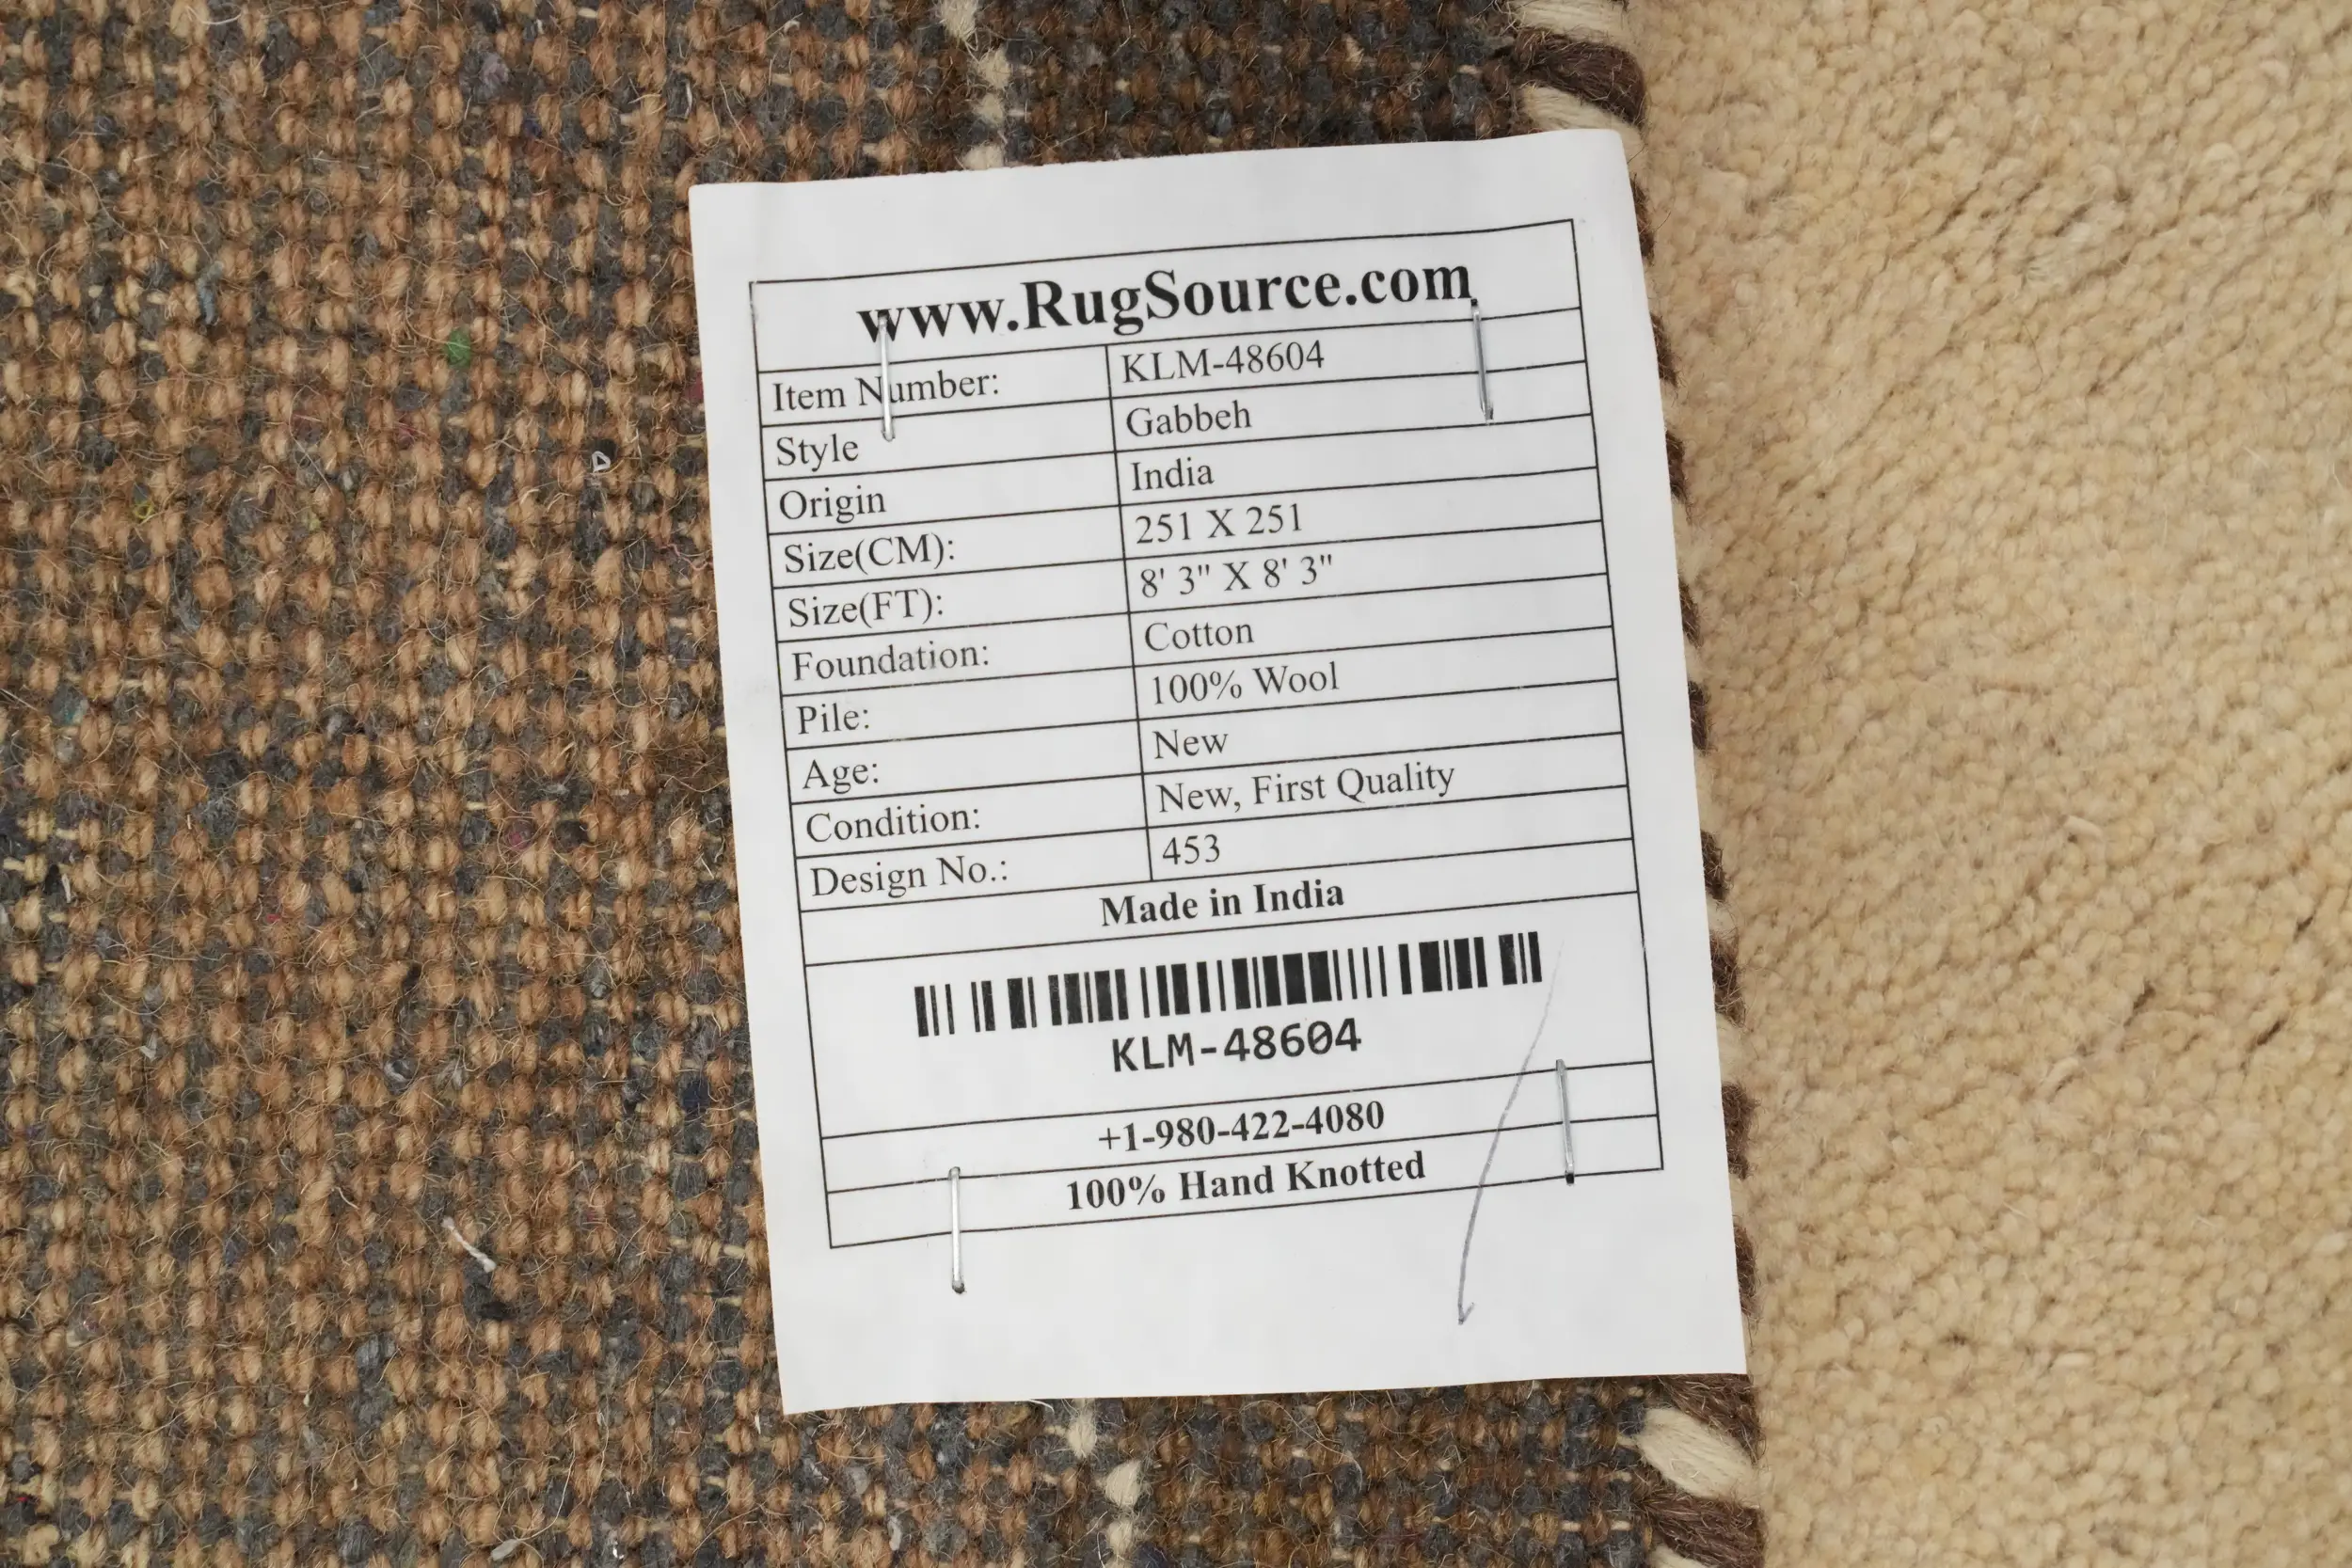 www.RugSource.com
Item Number: KLM-48604
Style Gabbeh
Origin India
Size(CM): 251 X 251
Size(FT): 8' 3" X 8' 3"
Foundation: Cotton
Pile: 100% Wool
Age: New
Condition: New, First Quality
Design No.: 453
Made in India
KLM-48604
+1-980-422-4080
100% Hand Knotted